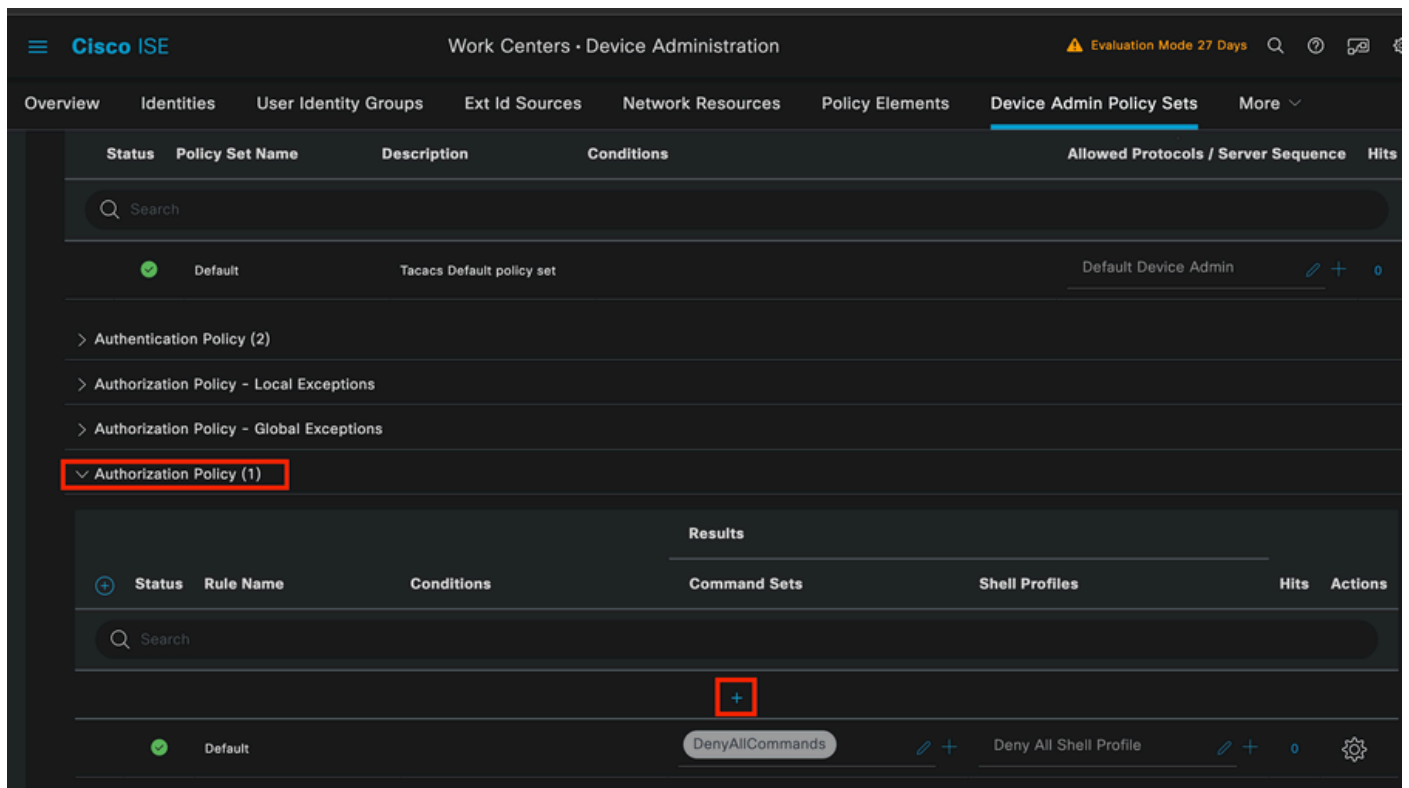 Cisco ISE Work Centers · Device Administration Evaluation Mode 27 Days
Overview Identities User Identity Groups Ext Id Sources Network Resources Policy Elements Device Admin Policy Sets More
Status Policy Set Name Description Conditions Allowed Protocols / Server Sequence Hits
Search
Default Tacacs Default policy set Default Device Admin 0
Authentication Policy (2)
Authorization Policy - Local Exceptions
Authorization Policy - Global Exceptions
Authorization Policy (1)
Results
Status Rule Name Conditions Command Sets Shell Profiles Hits Actions
Search
Default DenyAllCommands Deny All Shell Profile 0